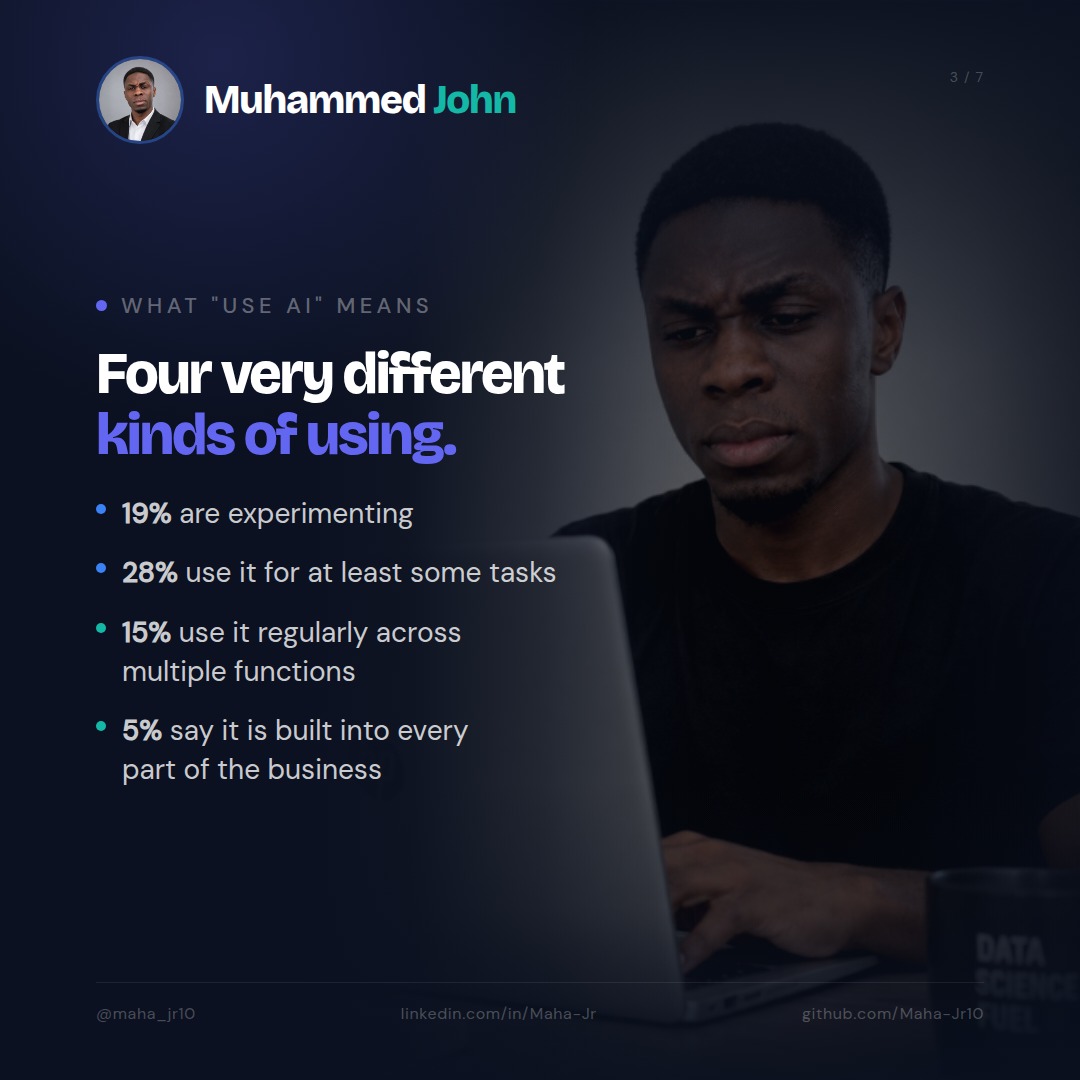 Muhammed John
3 / 7
WHAT "USE AI" MEANS
Four very different
kinds of using.
19% are experimenting
28% use it for at least some tasks
15% use it regularly across
multiple functions
5% say it is built into every
part of the business
DATA
SCIENCE
FUEL
@maha_jr10
linkedin.com/in/Maha-Jr
github.com/Maha-Jr10